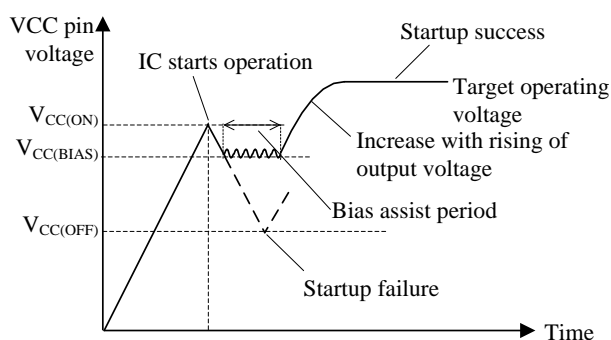 VCC pin
voltage
Startup success
IC starts operation
Target operating
voltage
VCC(ON)
Increase with rising of
output voltage
VCC(BIAS)
Bias assist period
VCC(OFF)
Startup failure
Time